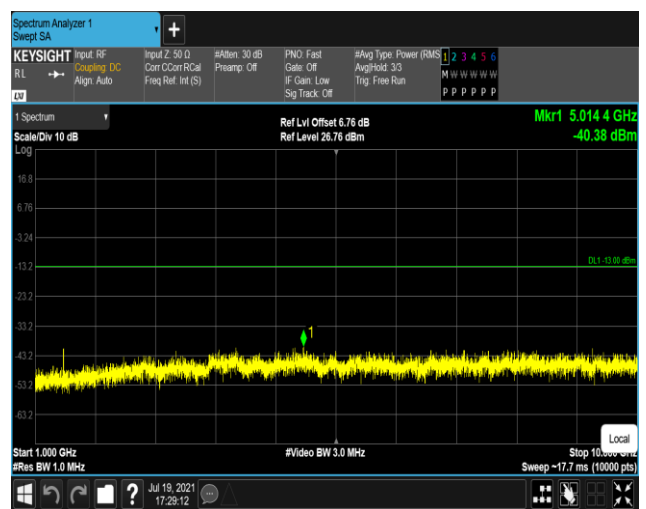 Spectrum Analyzer 1
Swept SA
KEYSIGHT
RL
LXI
Input: RF
Coupling: DC
Align: Auto
Input Z: 50 Ω
Corr CCorr RCal
Freq Ref: Int (S)
#Atten: 30 dB
Preamp: Off
PNO: Fast
Gate: Off
IF Gain: Low
Sig Track: Off
#Avg Type: Power (RMS
Avg|Hold: 3/3
Trig: Free Run
1 2 3 4 5 6
M W W W W W
P P P P P P
1 Spectrum
Scale/Div 10 dB
Log
Ref Lvl Offset 6.76 dB
Ref Level 26.76 dBm
Mkr1 5.014 4 GHz
-40.38 dBm
16.8
6.76
-3.24
-13.2
DL1 -13.00 dBm
-23.2
-33.2
1
-43.2
-53.2
-63.2
Local
Start 1.000 GHz
#Res BW 1.0 MHz
#Video BW 3.0 MHz
Stop 10.000 GHz
Sweep ~17.7 ms (10000 pts)
?
Jul 19, 2021
17:29:12